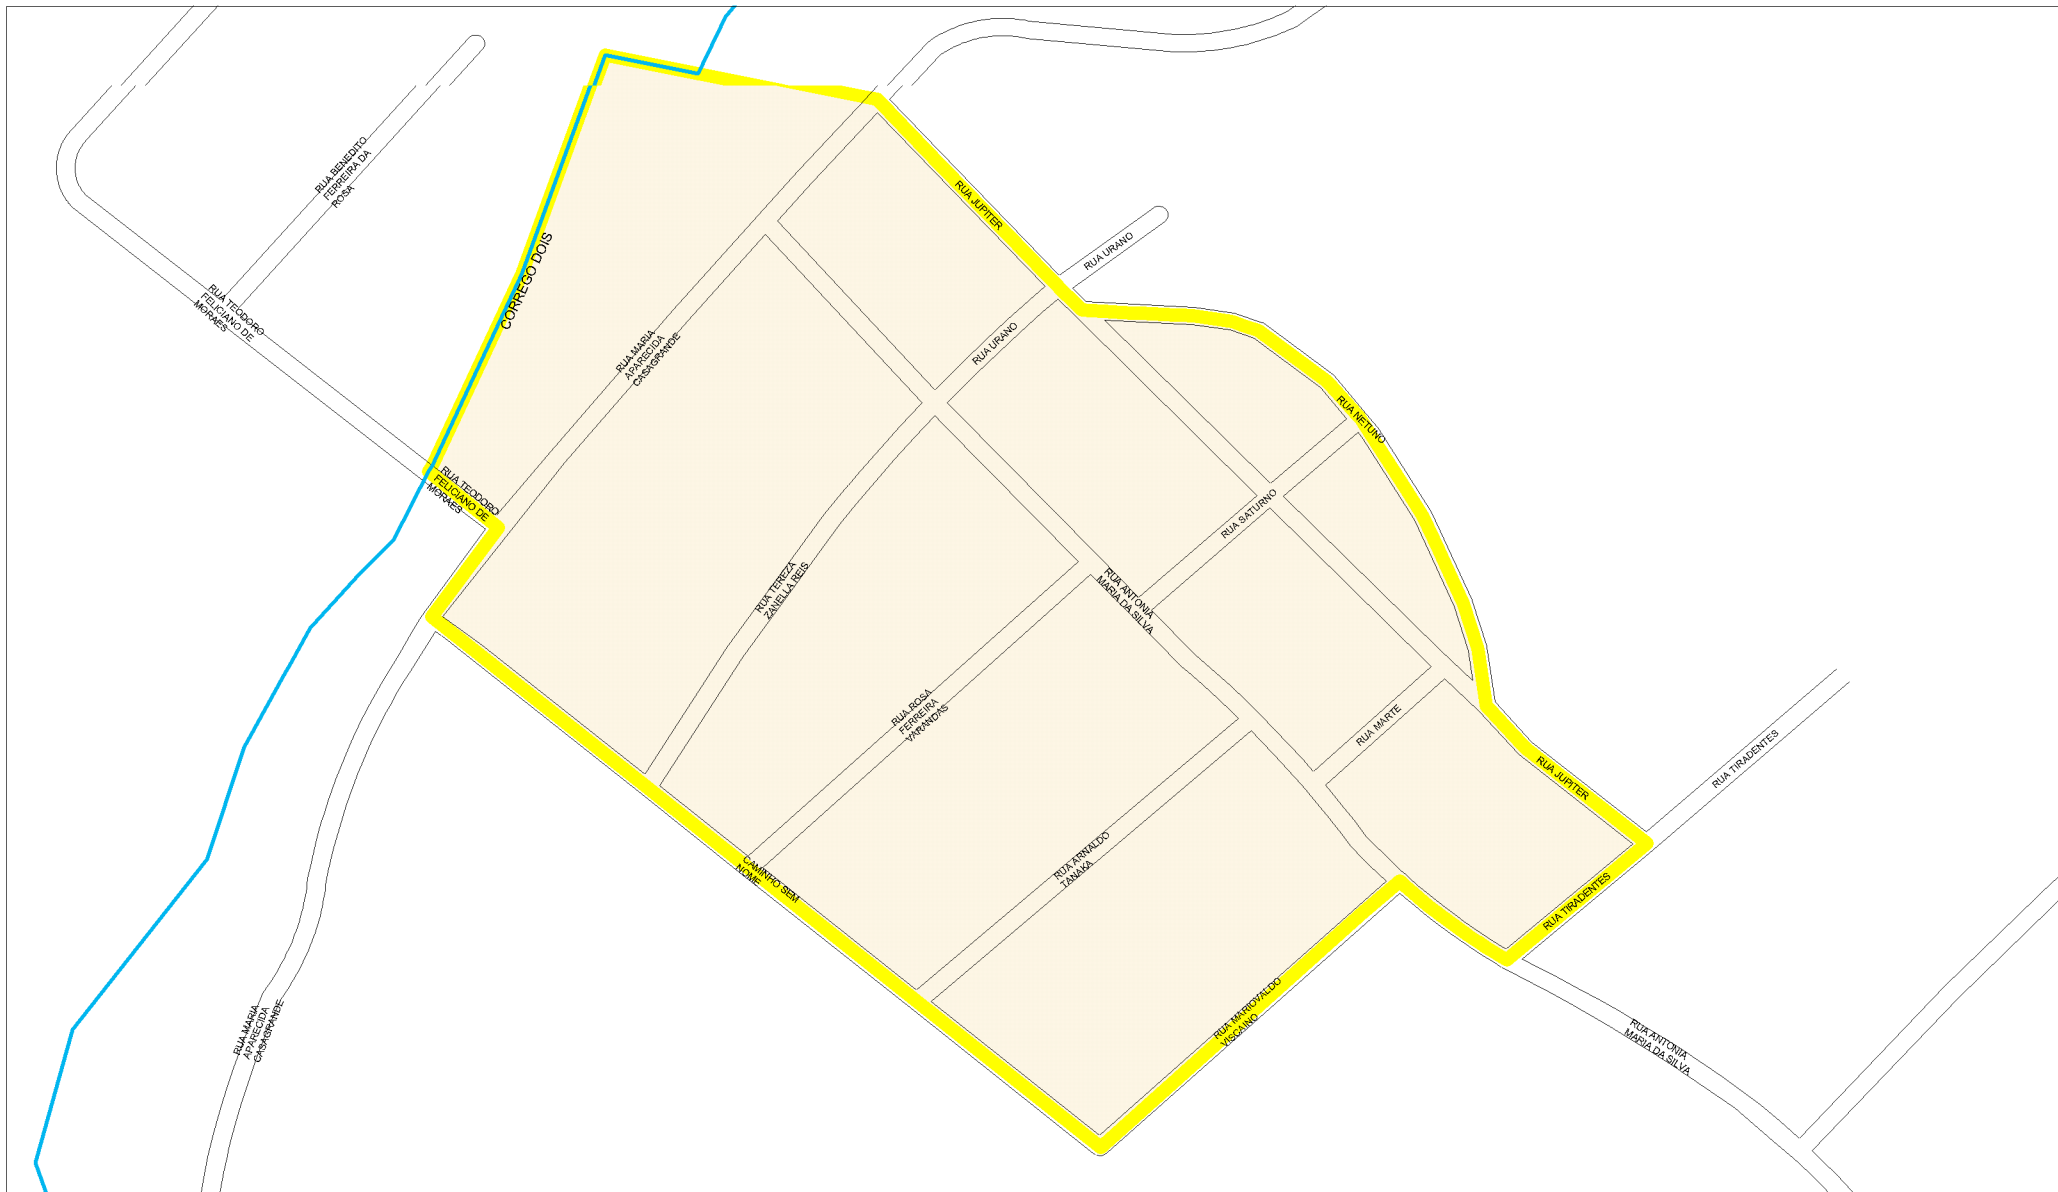 RUA BENEDITO
FERREIRA DA
ROSA
RUA JUPITER
RUA URANO
CORREGO DOIS
RUA TEODORO
FELICIANO DE
MORAES
RUA URANO
RUA MARIA
APARECIDA
CASAGRANDE
RUA NETUNO
RUA TEODORO
FELICIANO DE
MORAES
RUA SATURNO
RUA TEREZA
ZANELLA REIS
RUA ANTONIA
MARIA DA SILVA
RUA ROSA
FERREIRA
VARANDAS
RUA MARTE
RUA JUPITER
RUA TIRADENTES
CAMINHO SEM
NOME
RUA ARNALDO
TANAKA
RUA TIRADENTES
RUA MARIOVALDO
VISCAINO
RUA MARIA
APARECIDA
CASAGRANDE
RUA ANTONIA
MARIA DA SILVA